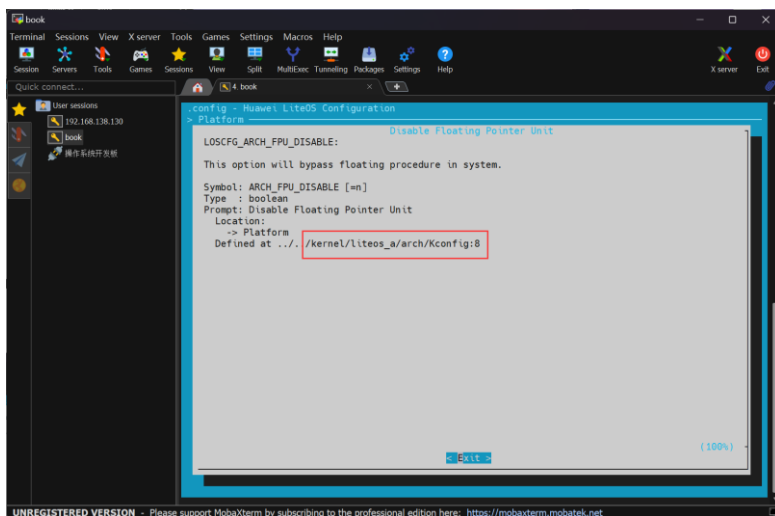 book
Terminal Sessions View X server Tools Games Settings Macros Help
Session Servers Tools Games Sessions View Split MultiExec Tunneling Packages Settings Help X server Exit
Quick connect...
4. book
User sessions
192.168.138.130
book
操作系统开发板
.config - Huawei LiteOS Configuration
> Platform
Disable Floating Pointer Unit
LOSCFG_ARCH_FPU_DISABLE:
This option will bypass floating procedure in system.
Symbol: ARCH_FPU_DISABLE [=n]
Type : boolean
Prompt: Disable Floating Pointer Unit
Location:
-> Platform
Defined at ../../kernel/liteos_a/arch/Kconfig:8
(100%)
< Exit >
UNREGISTERED VERSION - Please support MobaXterm by subscribing to the professional edition here: https://mobaxterm.mobatek.net